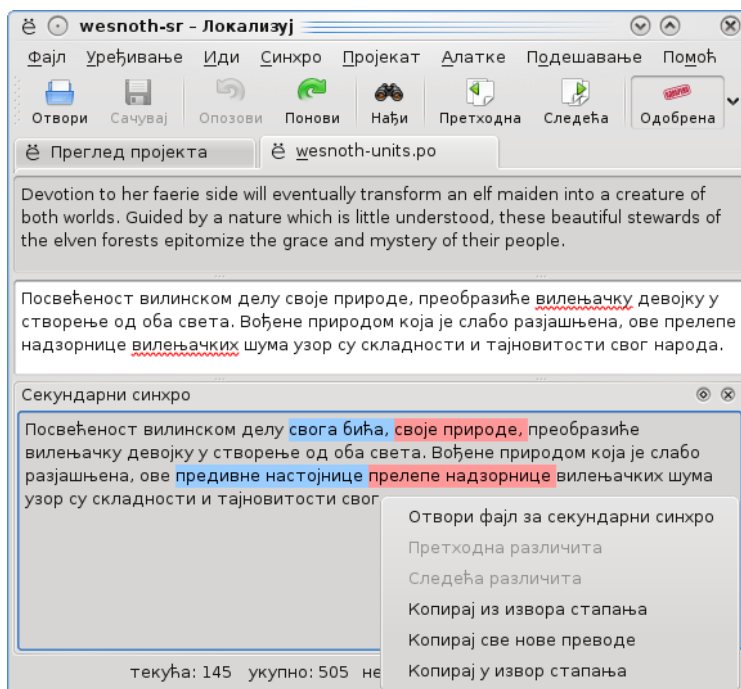 ё wesnoth-sr – Локализуј
Фајл Уређивање Иди Синхро Пројекат Алатке Подешавање Помоћ
Отвори Сачувај Опозови Понови Нађи Претходна Следећа Одобрена
ё Преглед пројекта ё wesnoth-units.po
Devotion to her faerie side will eventually transform an elf maiden into a creature of
both worlds. Guided by a nature which is little understood, these beautiful stewards of
the elven forests epitomize the grace and mystery of their people.
Посвећеност вилинском делу своје природе, преобразиће вилењачку девојку у
створење од оба света. Вођене природом која је слабо разјашњена, ове прелепе
надзорнице вилењачких шума узор су складности и тајновитости свог народа.
Секундарни синхро
Посвећеност вилинском делу свога бића, своје природе, преобразиће
вилењачку девојку у створење од оба света. Вођене природом која је слабо
разјашњена, ове предивне настојнице прелепе надзорнице вилењачких шума
узор су складности и тајновитости свог
Отвори фајл за секундарни синхро
Претходна различита
Следећа различита
Копирај из извора стапања
Копирај све нове преводе
Копирај у извор стапања
текућа: 145 укупно: 505 не